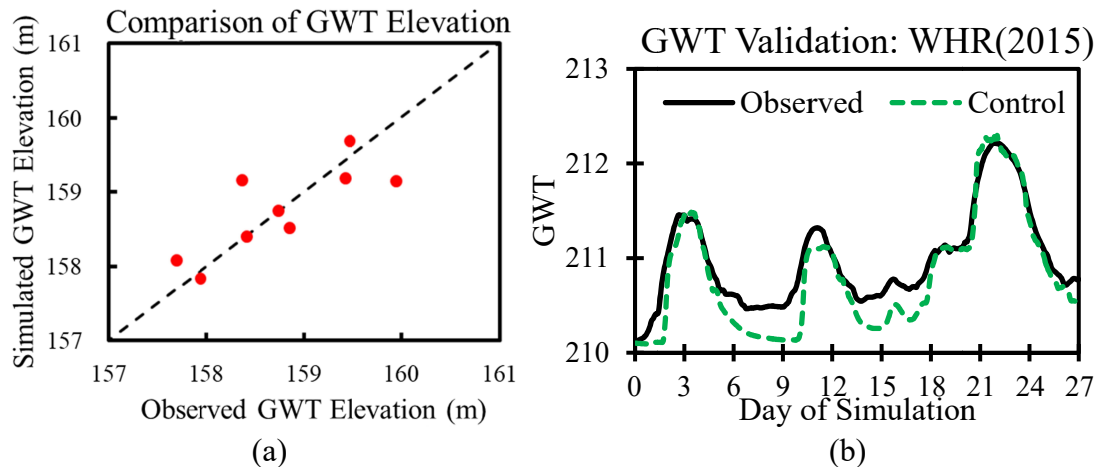 Comparison of GWT Elevation
Simulated GWT Elevation (m)
161
160
159
158
157
157 158 159 160 161
Observed GWT Elevation (m)
(a)
GWT Validation: WHR(2015)
GWT
213
212
211
210
Observed Control
0 3 6 9 12 15 18 21 24 27
Day of Simulation
(b)